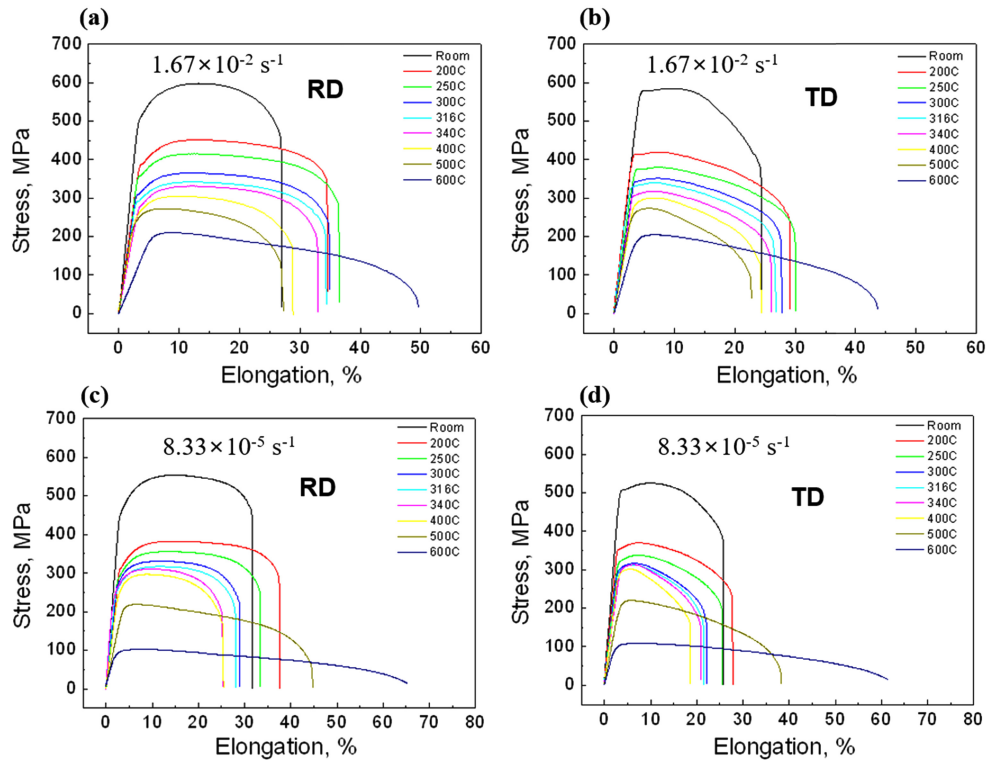 (a)
700
600
500
400
300
200
100
0
Stress, MPa
1.67×10⁻² s⁻¹
RD
Room
200C
250C
300C
316C
340C
400C
500C
600C
0 10 20 30 40 50 60
Elongation, %
(b)
700
600
500
400
300
200
100
0
Stress, MPa
1.67×10⁻² s⁻¹
TD
Room
200C
250C
300C
316C
340C
400C
500C
600C
0 10 20 30 40 50 60
Elongation, %
(c)
700
600
500
400
300
200
100
0
Stress, MPa
8.33×10⁻⁵ s⁻¹
RD
Room
200C
250C
300C
316C
340C
400C
500C
600C
0 10 20 30 40 50 60 70 80
Elongation, %
(d)
700
600
500
400
300
200
100
0
Stress, MPa
8.33×10⁻⁵ s⁻¹
TD
Room
200C
250C
300C
316C
340C
400C
500C
600C
0 10 20 30 40 50 60 70 80
Elongation, %